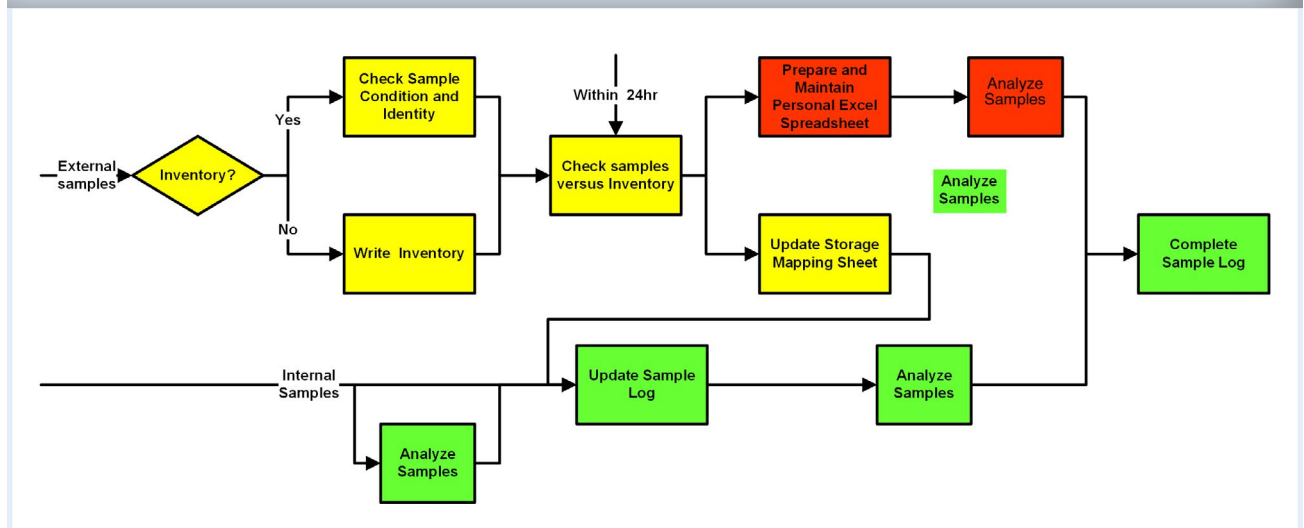 External
samples
Inventory?
Yes
No
Check Sample
Condition and
Identity
Write Inventory
Within 24hr
Check samples
versus Inventory
Prepare and
Maintain
Personal Excel
Spreadsheet
Analyze
Samples
Analyze
Samples
Update Storage
Mapping Sheet
Complete
Sample Log
Internal
Samples
Analyze
Samples
Update Sample
Log
Analyze
Samples